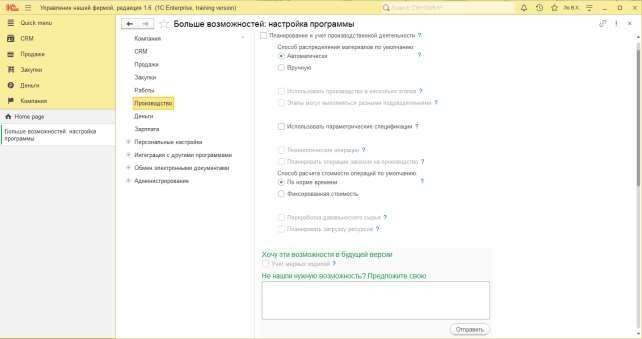 Управление нашей фирмой, редакция 1.6 (1C:Enterprise, training version)
Quick menu
CRM
Продажи
Закупки
Деньги
Компания
Home page
Больше возможностей: настройка программы
Больше возможностей: настройка программы
Компания
CRM
Продажи
Закупки
Работы
Производство
Деньги
Зарплата
Персональные настройки
Интеграция с другими программами
Обмен электронными документами
Администрирование
Планирование и учет производственной деятельности ?
Способ распределения материалов по умолчанию
Автоматически ?
Вручную
Использовать производство в несколько этапов ?
Этапы могут выполняться разными подразделениями ?
Использовать параметрические спецификации ?
Технологические операции ?
Планировать операции заказов на производство ?
Способ расчета стоимости операций по умолчанию
По норме времени ?
Фиксированная стоимость
Переработка давальческого сырья ?
Планировать загрузку ресурсов ?
Хочу эти возможности в будущей версии
Учет мерных изделий ?
Не нашли нужную возможность? Предложите свою
Отправить